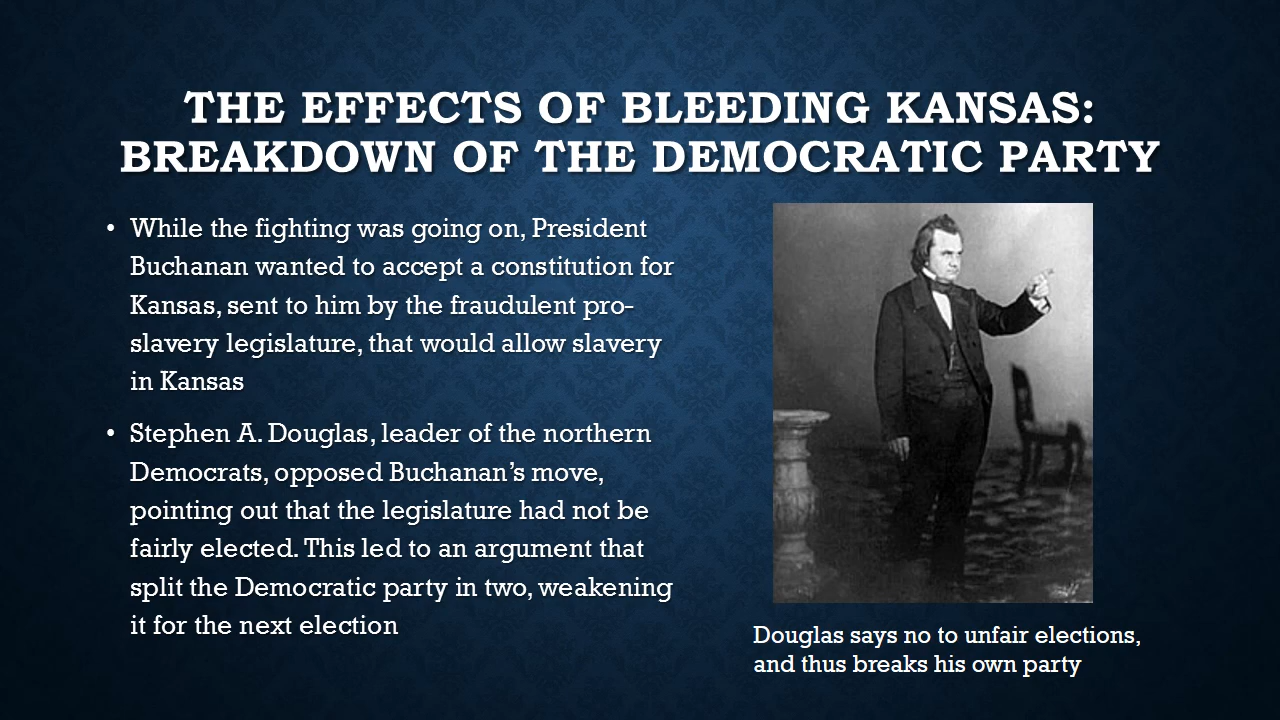 THE EFFECTS OF BLEEDING KANSAS:
BREAKDOWN OF THE DEMOCRATIC PARTY
• While the fighting was going on, President
Buchanan wanted to accept a constitution for
Kansas, sent to him by the fraudulent pro-
slavery legislature, that would allow slavery
in Kansas
• Stephen A. Douglas, leader of the northern
Democrats, opposed Buchanan’s move,
pointing out that the legislature had not be
fairly elected. This led to an argument that
split the Democratic party in two, weakening
it for the next election
Douglas says no to unfair elections,
and thus breaks his own party